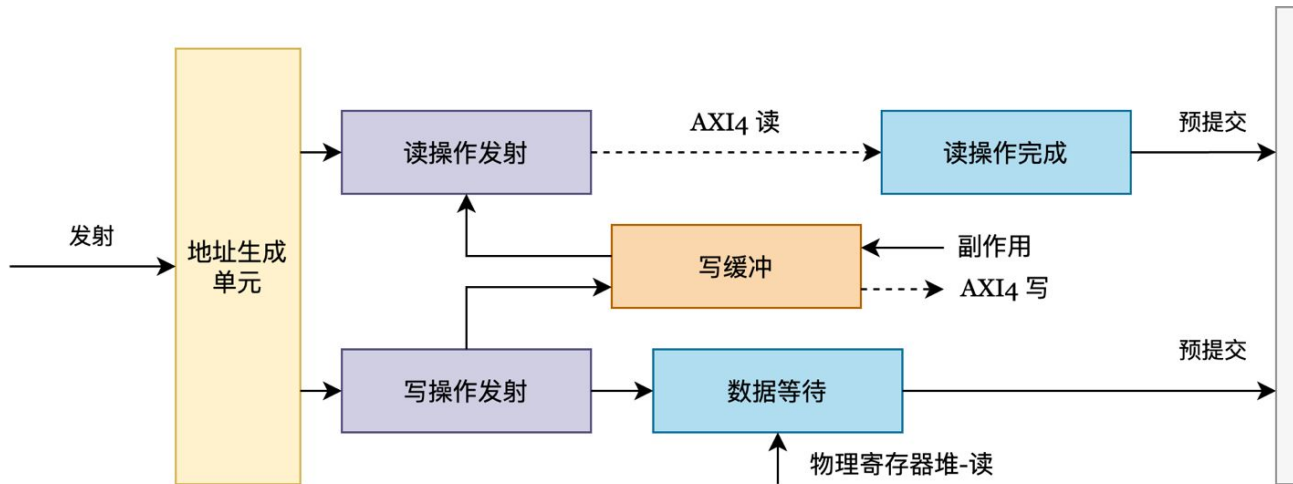 AXI4 读
预提交
读操作发射
读操作完成
发射
地址生成
单元
写缓冲
副作用
AXI4 写
预提交
写操作发射
数据等待
物理寄存器堆-读